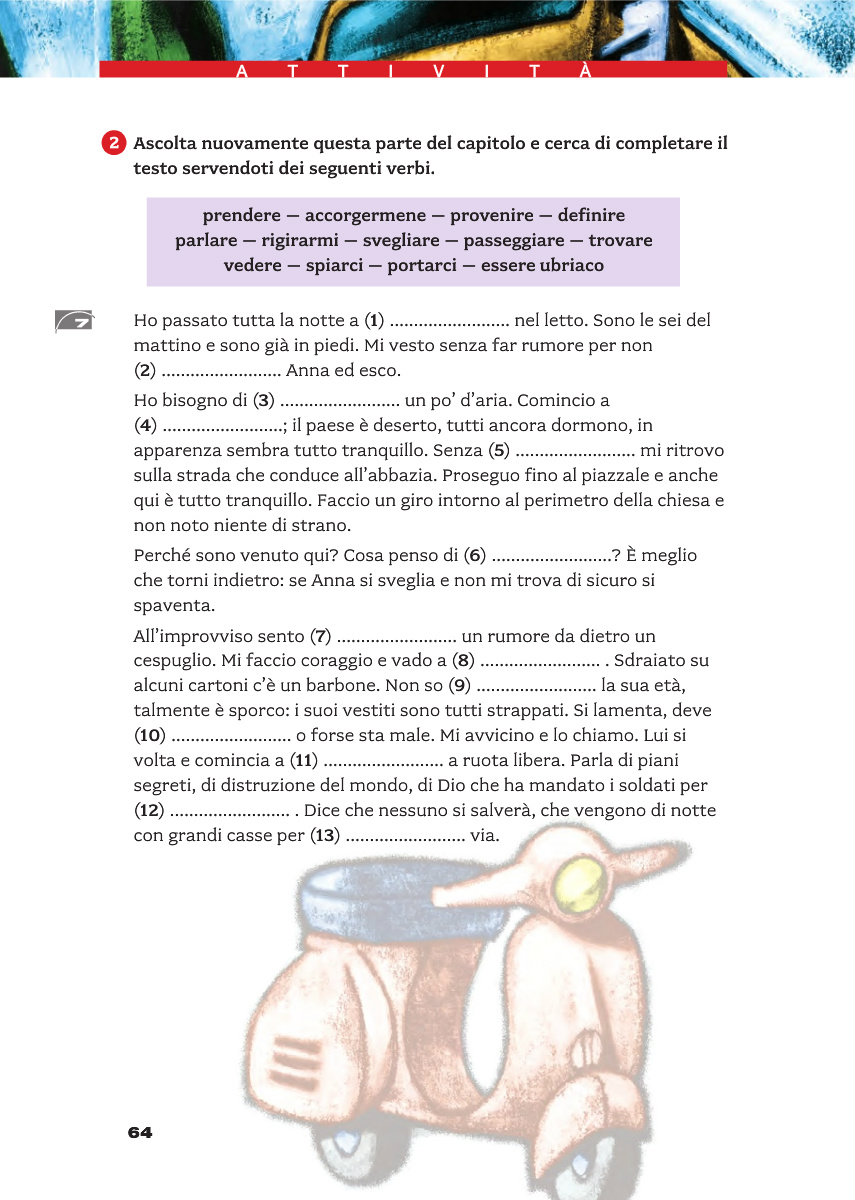 ATTIVITÀ
2 Ascolta nuovamente questa parte del capitolo e cerca di completare il
testo servendoti dei seguenti verbi.
prendere — accorgermene — provenire — definire
parlare — rigirarmi — svegliare — passeggiare — trovare
vedere — spiarci — portarci — essere ubriaco
7
Ho passato tutta la notte a (1) ......................... nel letto. Sono le sei del
mattino e sono già in piedi. Mi vesto senza far rumore per non
(2) ......................... Anna ed esco.
Ho bisogno di (3) ......................... un po’ d’aria. Comincio a
(4) .........................; il paese è deserto, tutti ancora dormono, in
apparenza sembra tutto tranquillo. Senza (5) ......................... mi ritrovo
sulla strada che conduce all’abbazia. Proseguo fino al piazzale e anche
qui è tutto tranquillo. Faccio un giro intorno al perimetro della chiesa e
non noto niente di strano.
Perché sono venuto qui? Cosa penso di (6) .........................? È meglio
che torni indietro: se Anna si sveglia e non mi trova di sicuro si
spaventa.
All’improvviso sento (7) ......................... un rumore da dietro un
cespuglio. Mi faccio coraggio e vado a (8) ......................... . Sdraiato su
alcuni cartoni c’è un barbone. Non so (9) ......................... la sua età,
talmente è sporco: i suoi vestiti sono tutti strappati. Si lamenta, deve
(10) ......................... o forse sta male. Mi avvicino e lo chiamo. Lui si
volta e comincia a (11) ......................... a ruota libera. Parla di piani
segreti, di distruzione del mondo, di Dio che ha mandato i soldati per
(12) ......................... . Dice che nessuno si salverà, che vengono di notte
con grandi casse per (13) ......................... via.
64